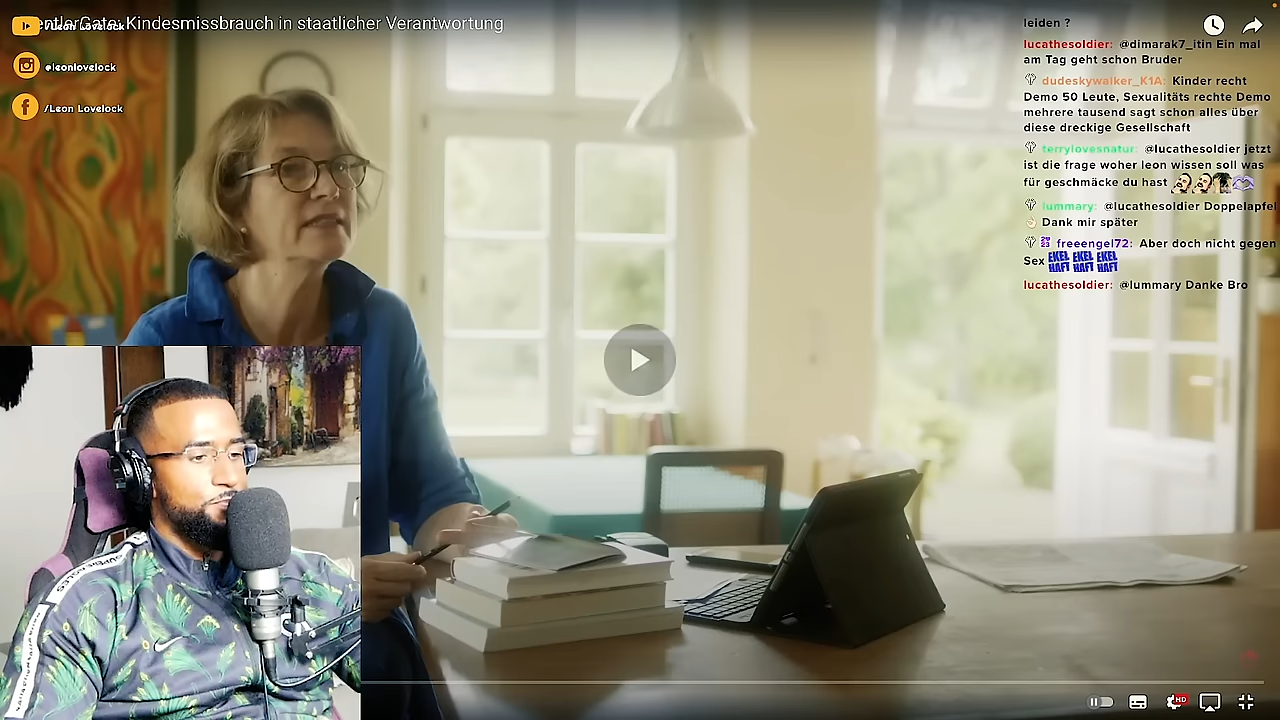 Kindesmissbrauch in staatlicher Verantwortung
/Leon Lovelock
@leonlovelock
/Leon Lovelock
leiden ?
lucathesoldier: @dimarak7_itin Ein mal
am Tag geht schon Bruder
dudeskywalker_K1A: Kinder recht
Demo 50 Leute, Sexualitäts rechte Demo
mehrere tausend sagt schon alles über
diese dreckige Gesellschaft
terrylovesnatur: @lucathesoldier jetzt
ist die frage woher leon wissen soll was
für geschmäcke du hast
lummary: @lucathesoldier Doppelapfel
Dank mir später
freeengel72: Aber doch nicht gegen
Sex EKEL HAFT EKEL HAFT EKEL HAFT
lucathesoldier: @lummary Danke Bro
HD